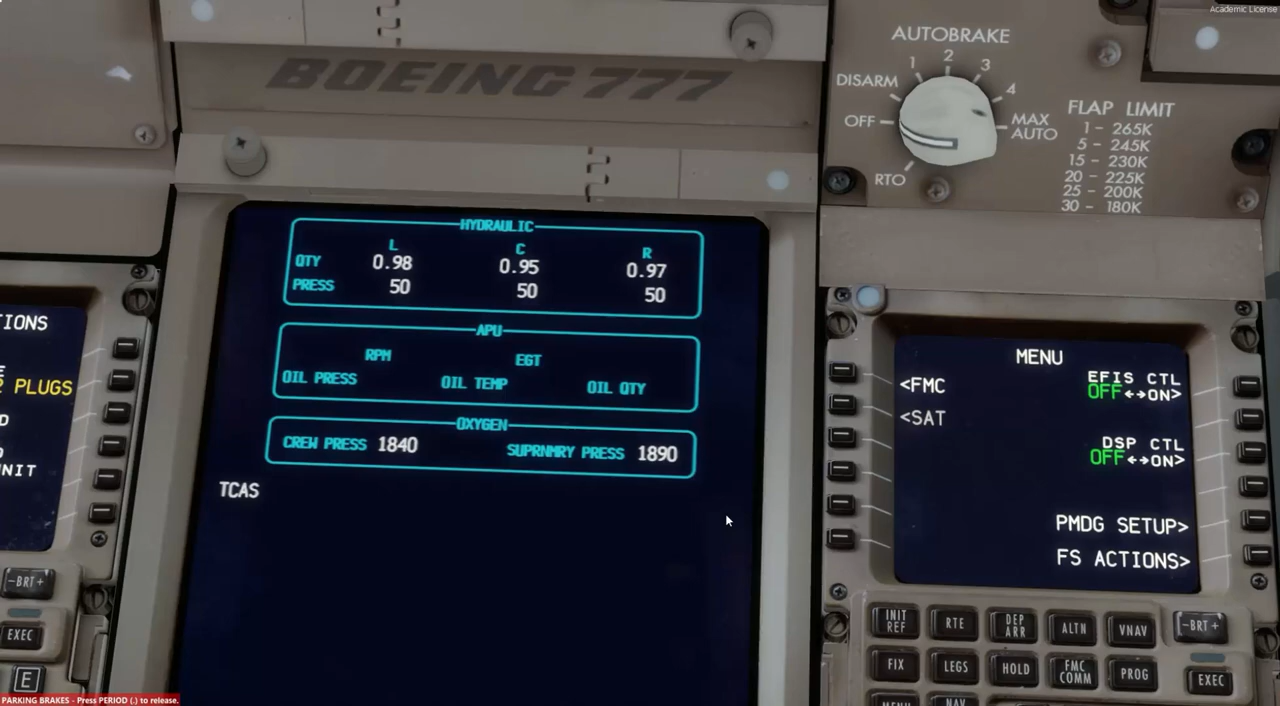 Academic License
BOEING 777
AUTOBRAKE
DISARM 1 2 3 4
OFF
MAX
AUTO
RTO
FLAP LIMIT
1 - 265K
5 - 245K
15 - 230K
20 - 225K
25 - 200K
30 - 180K
HYDRAULIC
L C R
QTY 0.98 0.95 0.97
PRESS 50 50 50
APU
RPM EGT
OIL PRESS OIL TEMP OIL QTY
OXYGEN
CREW PRESS 1840 SUPRNMRY PRESS 1890
TCAS
IONS
E
2 PLUGS
D
D
NIT
-BRT+
EXEC
E
MENU
<FMC
EFIS CTL
OFF↔ON>
<SAT
DSP CTL
OFF↔ON>
PMDG SETUP>
FS ACTIONS>
INIT
REF
RTE
DEP
ARR
ALTN
VNAV
-BRT+
FIX
LEGS
HOLD
FMC
COMM
PROG
EXEC
MENU
NAV
PARKING BRAKES - Press PERIOD (.) to release.